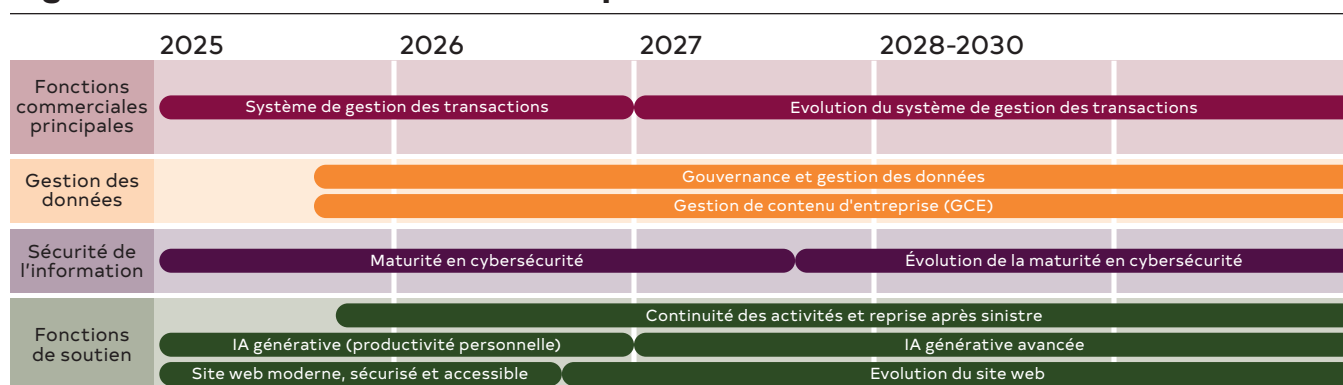 2025 2026 2027 2028-2030
Fonctions
commerciales
principales
Système de gestion des transactions
Evolution du système de gestion des transactions
Gestion des
données
Gouvernance et gestion des données
Gestion de contenu d'entreprise (GCE)
Sécurité de
l'information
Maturité en cybersécurité
Évolution de la maturité en cybersécurité
Fonctions
de soutien
Continuité des activités et reprise après sinistre
IA générative (productivité personnelle)
IA générative avancée
Site web moderne, sécurisé et accessible
Evolution du site web